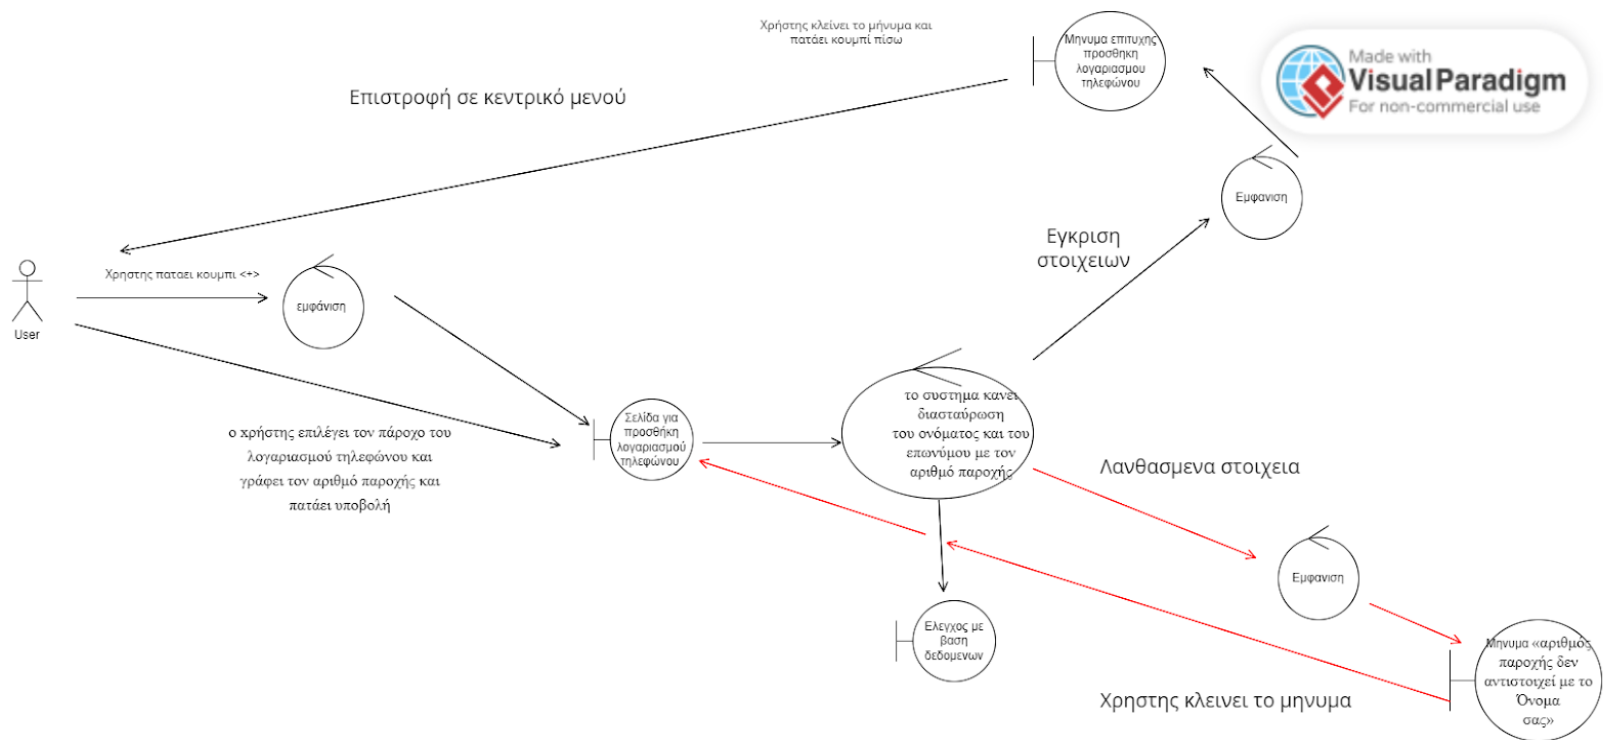 Χρήστης κλείνει το μήνυμα και
πατάει κουμπί πίσω
Μηνυμα επιτυχης
προσθηκη
λογαριασμου
τηλεφώνου
Made with
Visual Paradigm
For non-commercial use
Επιστροφή σε κεντρικό μενού
Εμφανιση
Εγκριση
στοιχειων
User
Χρηστης παταει κουμπι <+>
εμφάνιση
ο χρήστης επιλέγει τον πάροχο του
λογαριασμού τηλεφώνου και
γράφει τον αριθμό παροχής και
πατάει υποβολή
Σελίδα για
προσθήκη
λογαριασμού
τηλεφώνου
το συστημα κανει
διασταύρωση
του ονόματος και του
επωνύμου με τον
αριθμό παροχής
Λανθασμενα στοιχεια
Εμφανιση
Ελεγχος με
βαση
δεδομενων
Χρηστης κλεινει το μηνυμα
Μηνυμα «αριθμός
παροχής δεν
αντιστοιχεί με το
Όνομα
σας»